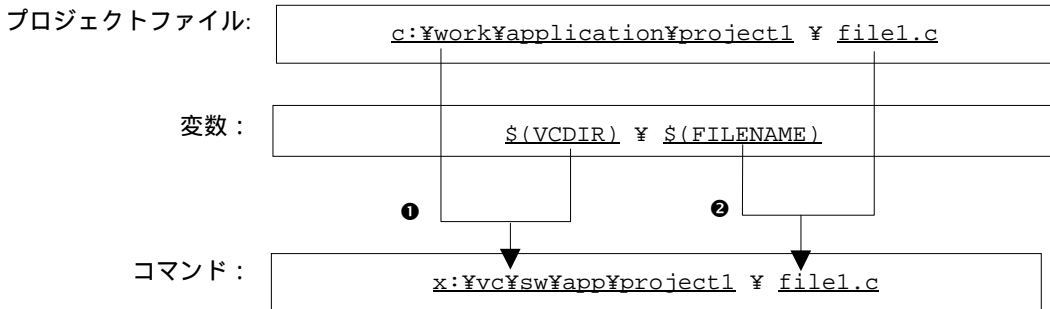 プロジェクトファイル:
c:¥work¥application¥project1 ¥ file1.c
変数：
$(VCDIR) ¥ $(FILENAME)
❶
❷
コマンド：
x:¥vc¥sw¥app¥project1 ¥ file1.c